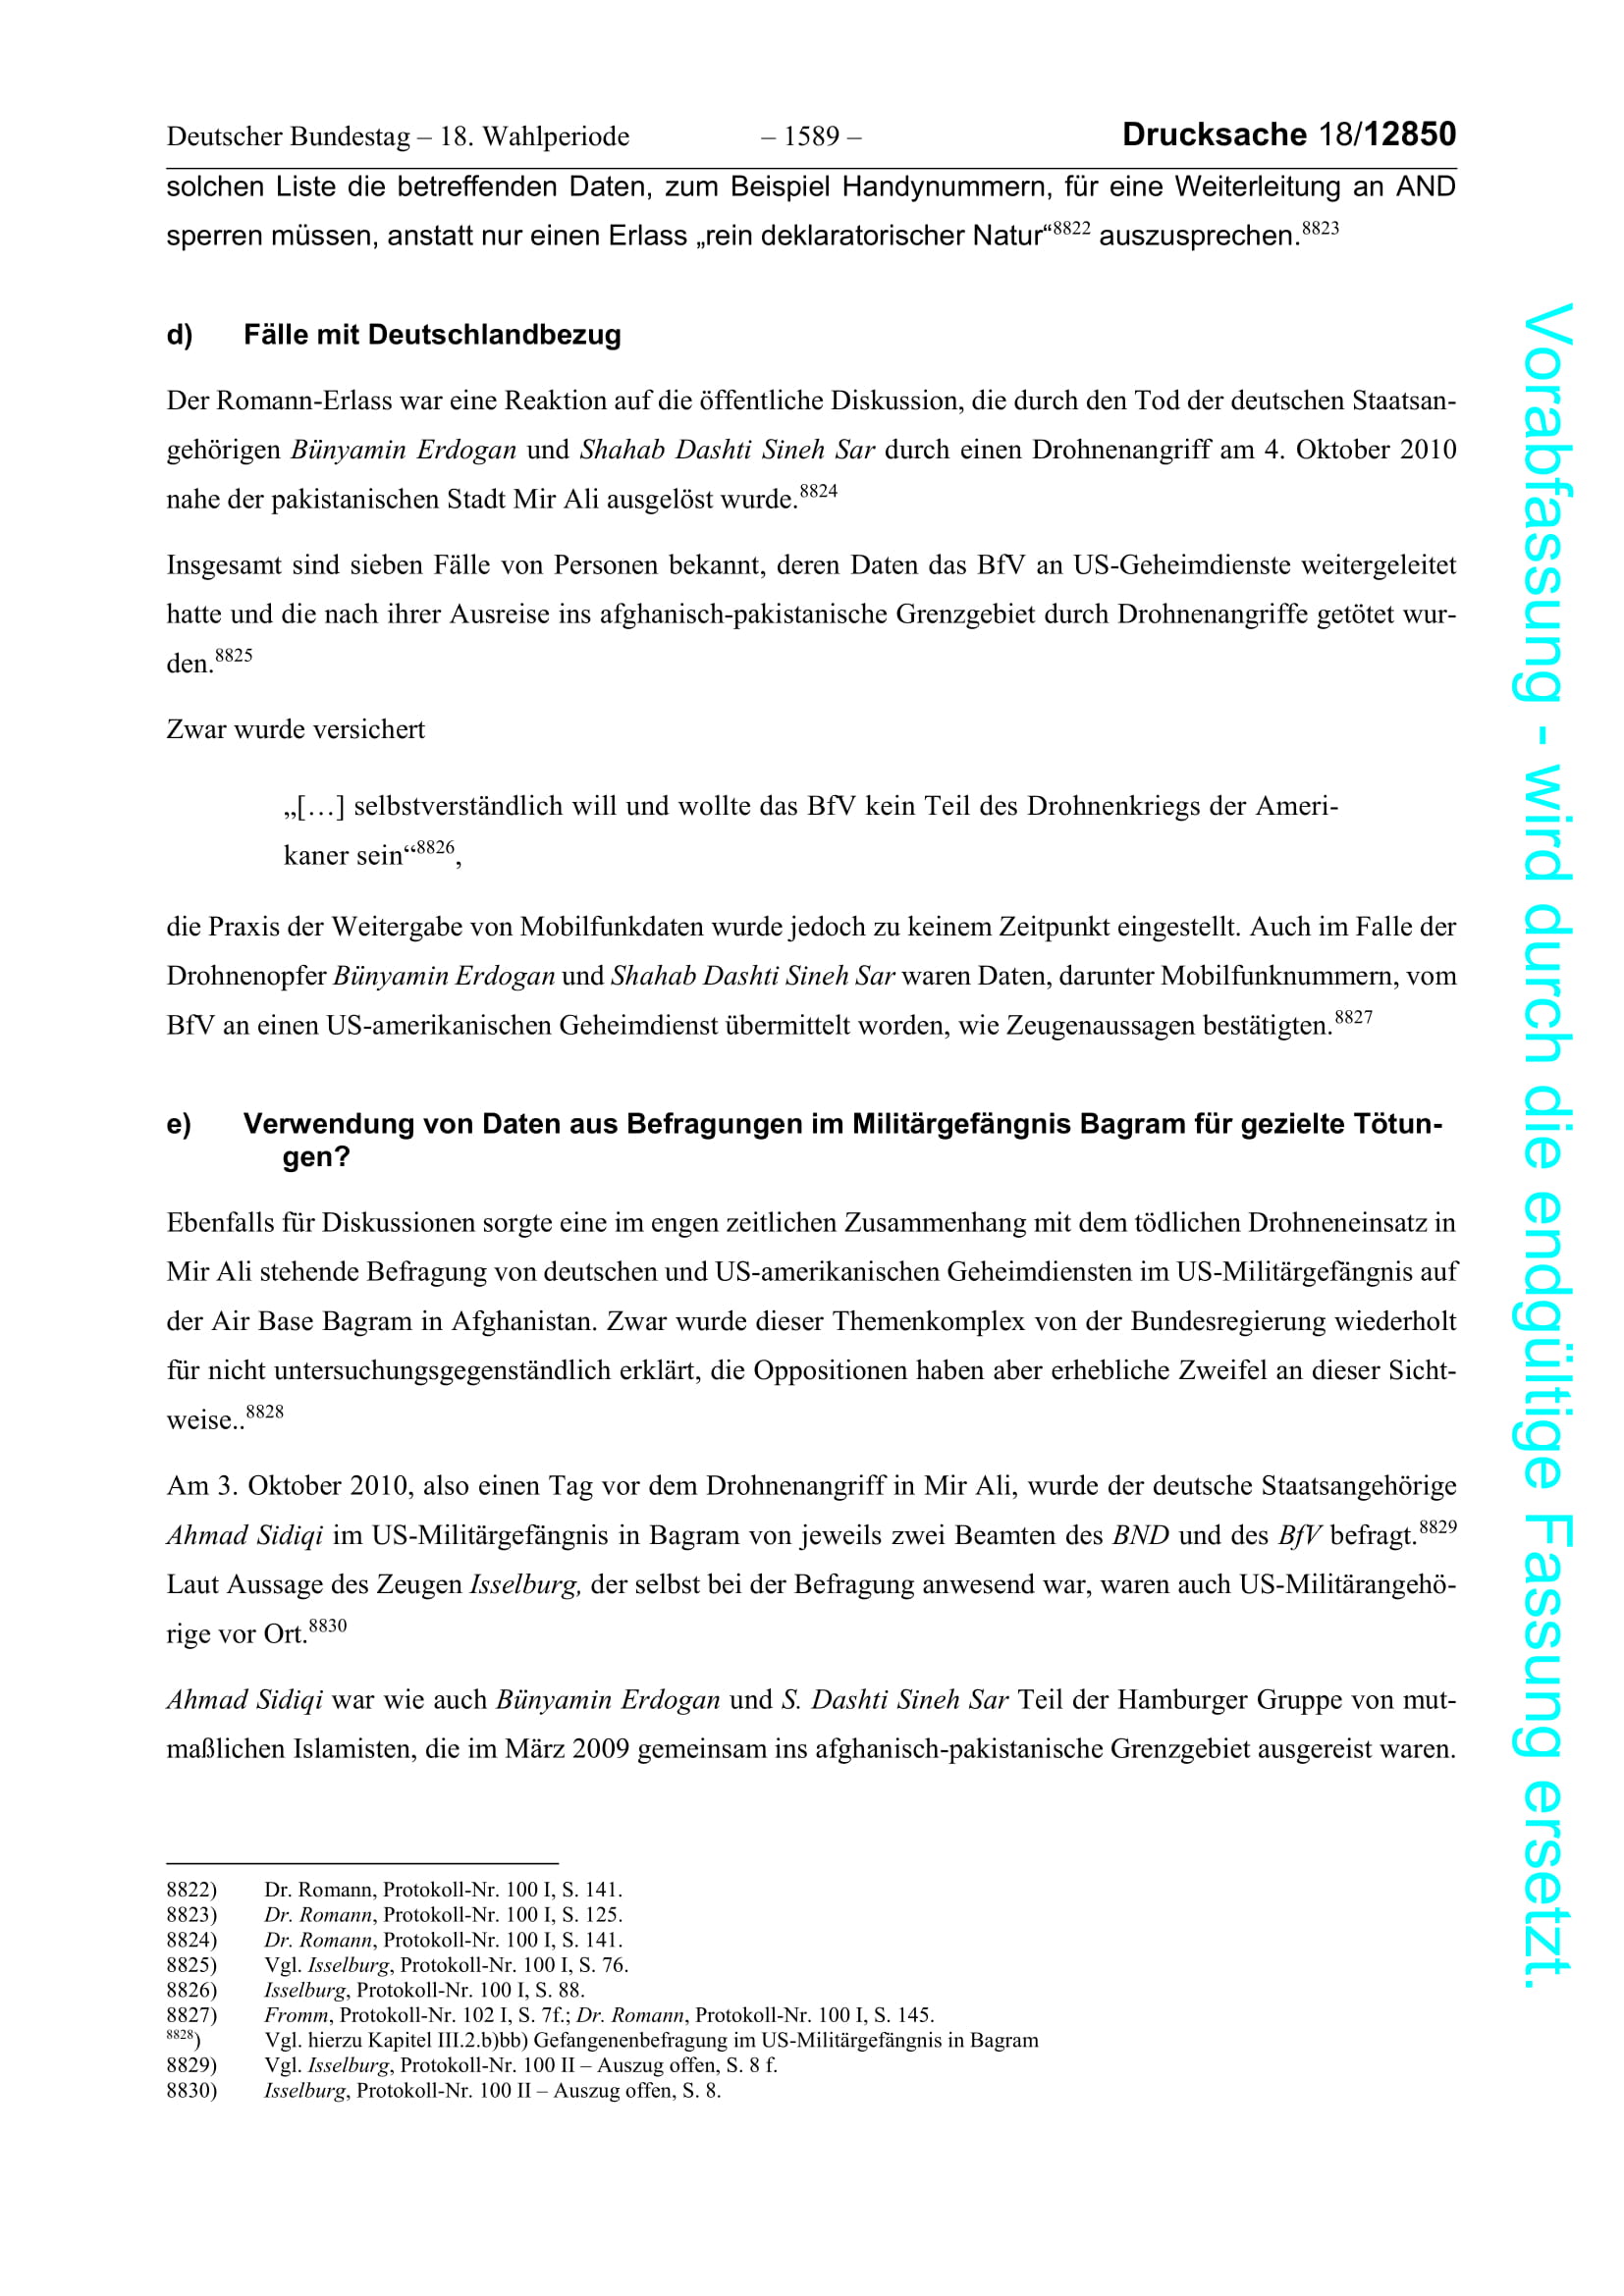 Deutscher Bundestag – 18. Wahlperiode – 1589 – Drucksache 18/12850
solchen Liste die betreffenden Daten, zum Beispiel Handynummern, für eine Weiterleitung an AND
sperren müssen, anstatt nur einen Erlass „rein deklaratorischer Natur“8822 auszusprechen.8823
d) Fälle mit Deutschlandbezug
Der Romann-Erlass war eine Reaktion auf die öffentliche Diskussion, die durch den Tod der deutschen Staatsan-
gehörigen Bünyamin Erdogan und Shahab Dashti Sineh Sar durch einen Drohnenangriff am 4. Oktober 2010
nahe der pakistanischen Stadt Mir Ali ausgelöst wurde.8824
Insgesamt sind sieben Fälle von Personen bekannt, deren Daten das BfV an US-Geheimdienste weitergeleitet
hatte und die nach ihrer Ausreise ins afghanisch-pakistanische Grenzgebiet durch Drohnenangriffe getötet wur-
den.8825
Zwar wurde versichert
„[…] selbstverständlich will und wollte das BfV kein Teil des Drohnenkriegs der Ameri-
kaner sein“8826,
die Praxis der Weitergabe von Mobilfunkdaten wurde jedoch zu keinem Zeitpunkt eingestellt. Auch im Falle der
Drohnenopfer Bünyamin Erdogan und Shahab Dashti Sineh Sar waren Daten, darunter Mobilfunknummern, vom
BfV an einen US-amerikanischen Geheimdienst übermittelt worden, wie Zeugenaussagen bestätigten.8827
e) Verwendung von Daten aus Befragungen im Militärgefängnis Bagram für gezielte Tötun-
gen?
Ebenfalls für Diskussionen sorgte eine im engen zeitlichen Zusammenhang mit dem tödlichen Drohneneinsatz in
Mir Ali stehende Befragung von deutschen und US-amerikanischen Geheimdiensten im US-Militärgefängnis auf
der Air Base Bagram in Afghanistan. Zwar wurde dieser Themenkomplex von der Bundesregierung wiederholt
für nicht untersuchungsgegenständlich erklärt, die Oppositionen haben aber erhebliche Zweifel an dieser Sicht-
weise..8828
Am 3. Oktober 2010, also einen Tag vor dem Drohnenangriff in Mir Ali, wurde der deutsche Staatsangehörige
Ahmad Sidiqi im US-Militärgefängnis in Bagram von jeweils zwei Beamten des BND und des BfV befragt.8829
Laut Aussage des Zeugen Isselburg, der selbst bei der Befragung anwesend war, waren auch US-Militärangehö-
rige vor Ort.8830
Ahmad Sidiqi war wie auch Bünyamin Erdogan und S. Dashti Sineh Sar Teil der Hamburger Gruppe von mut-
maßlichen Islamisten, die im März 2009 gemeinsam ins afghanisch-pakistanische Grenzgebiet ausgereist waren.
8822) Dr. Romann, Protokoll-Nr. 100 I, S. 141.
8823) Dr. Romann, Protokoll-Nr. 100 I, S. 125.
8824) Dr. Romann, Protokoll-Nr. 100 I, S. 141.
8825) Vgl. Isselburg, Protokoll-Nr. 100 I, S. 76.
8826) Isselburg, Protokoll-Nr. 100 I, S. 88.
8827) Fromm, Protokoll-Nr. 102 I, S. 7f.; Dr. Romann, Protokoll-Nr. 100 I, S. 145.
8828) Vgl. hierzu Kapitel III.2.b)bb) Gefangenenbefragung im US-Militärgefängnis in Bagram
8829) Vgl. Isselburg, Protokoll-Nr. 100 II – Auszug offen, S. 8 f.
8830) Isselburg, Protokoll-Nr. 100 II – Auszug offen, S. 8.
Vorabfassung - wird durch die endgültige Fassung ersetzt.